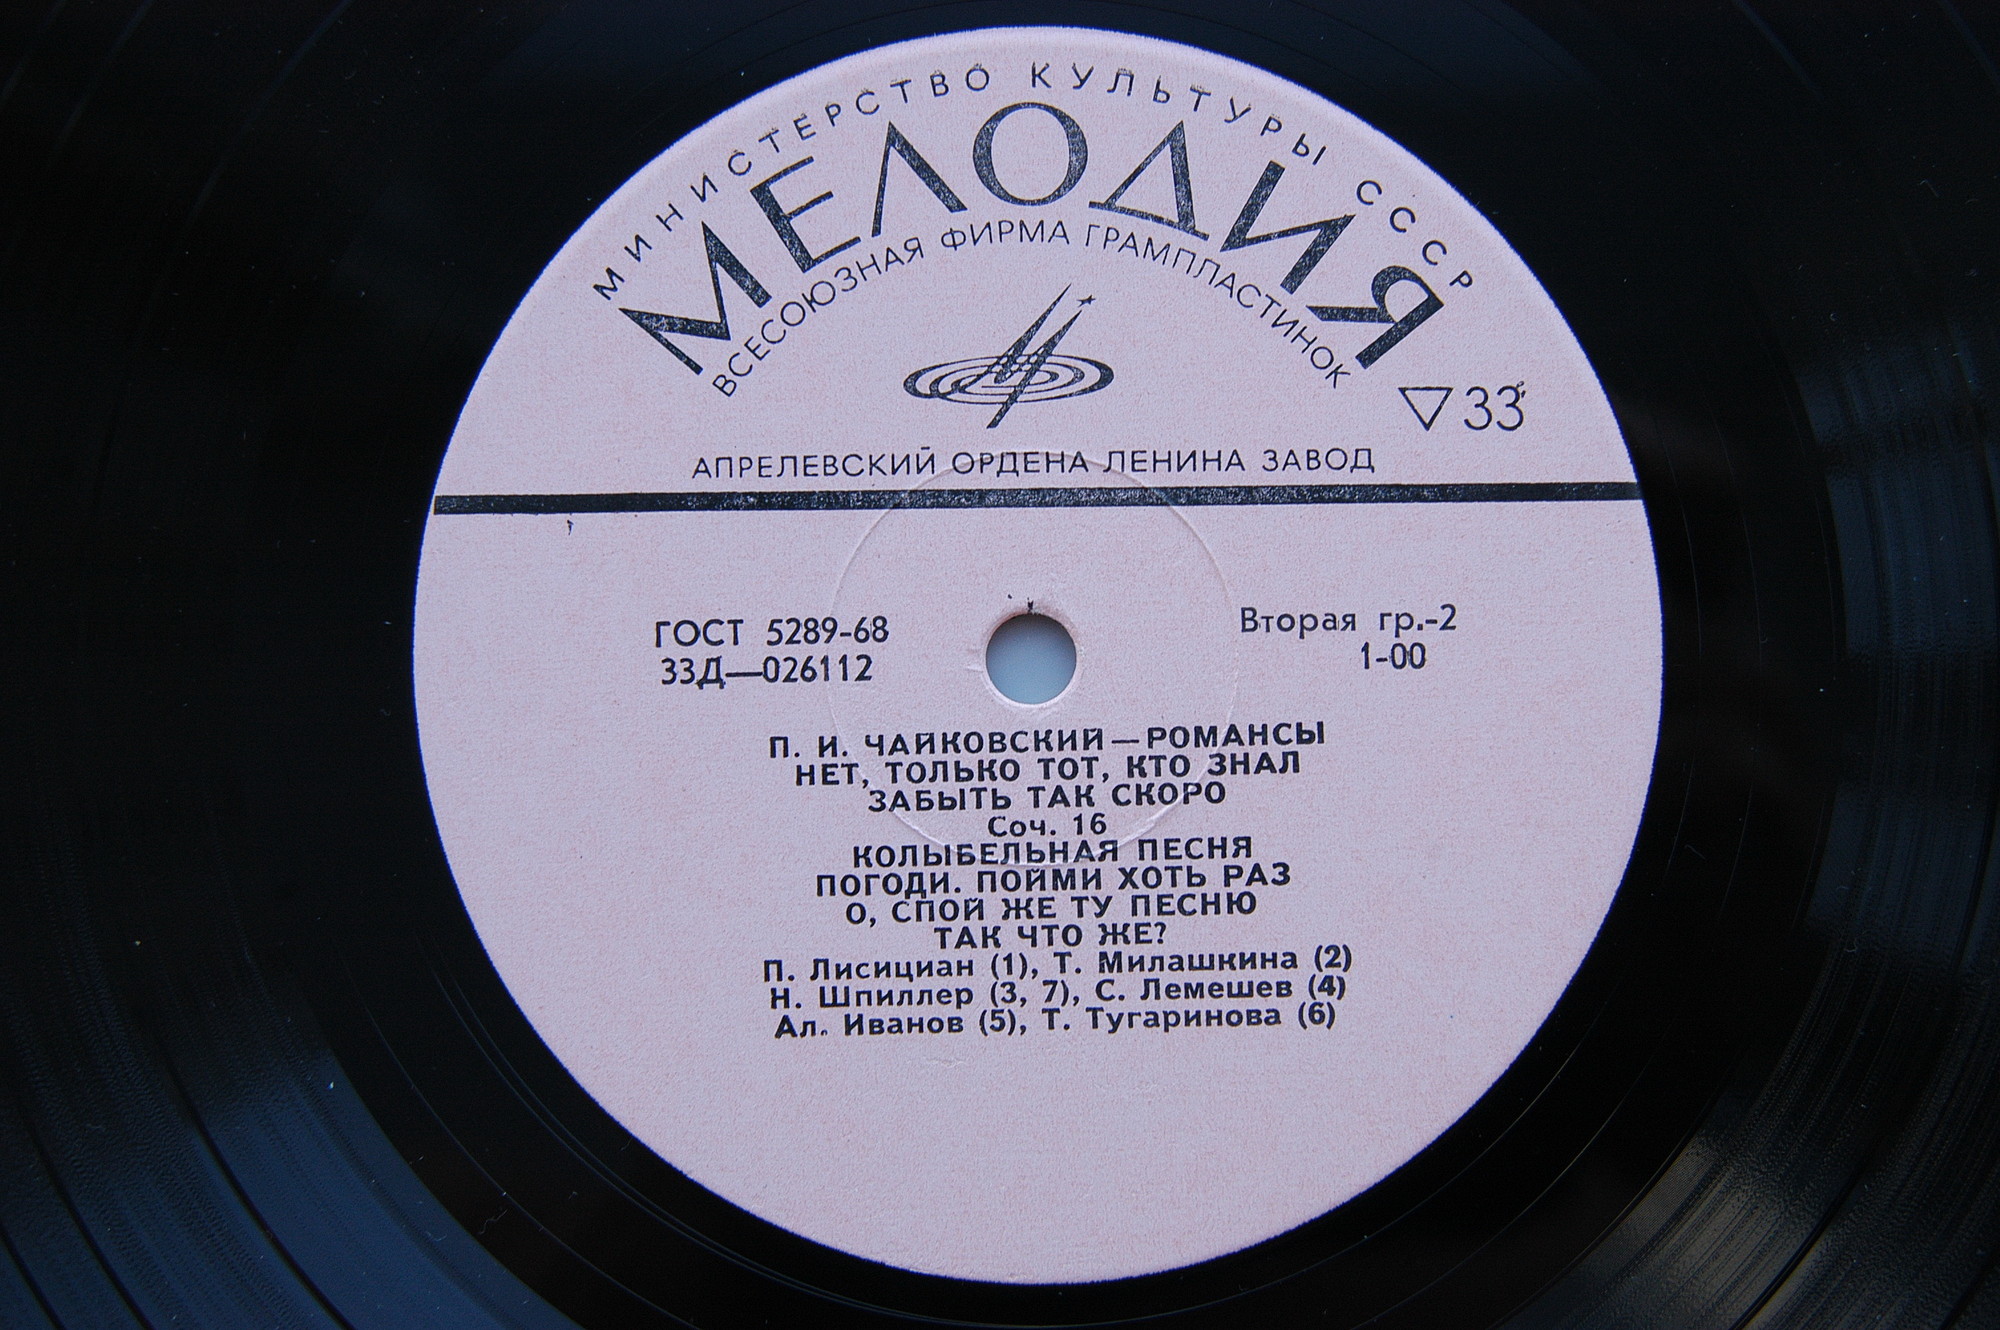 МИНИСТЕРСТВО КУЛЬТУРЫ СССР
МЕЛОДИЯ
ВСЕСОЮЗНАЯ ФИРМА ГРАМПЛАСТИНОК
33
АПРЕЛЕВСКИЙ ОРДЕНА ЛЕНИНА ЗАВОД
ГОСТ 5289-68
33Д—026112
Вторая гр.-2
1-00
П. И. ЧАЙКОВСКИЙ—РОМАНСЫ
НЕТ, ТОЛЬКО ТОТ, КТО ЗНАЛ
ЗАБЫТЬ ТАК СКОРО
Соч. 16
КОЛЫБЕЛЬНАЯ ПЕСНЯ
ПОГОДИ. ПОЙМИ ХОТЬ РАЗ
О, СПОЙ ЖЕ ТУ ПЕСНЮ
ТАК ЧТО ЖЕ?
П. Лисициан (1), Т. Милашкина (2)
Н. Шпиллер (3, 7), С. Лемешев (4)
Ал. Иванов (5), Т. Тугаринова (6)